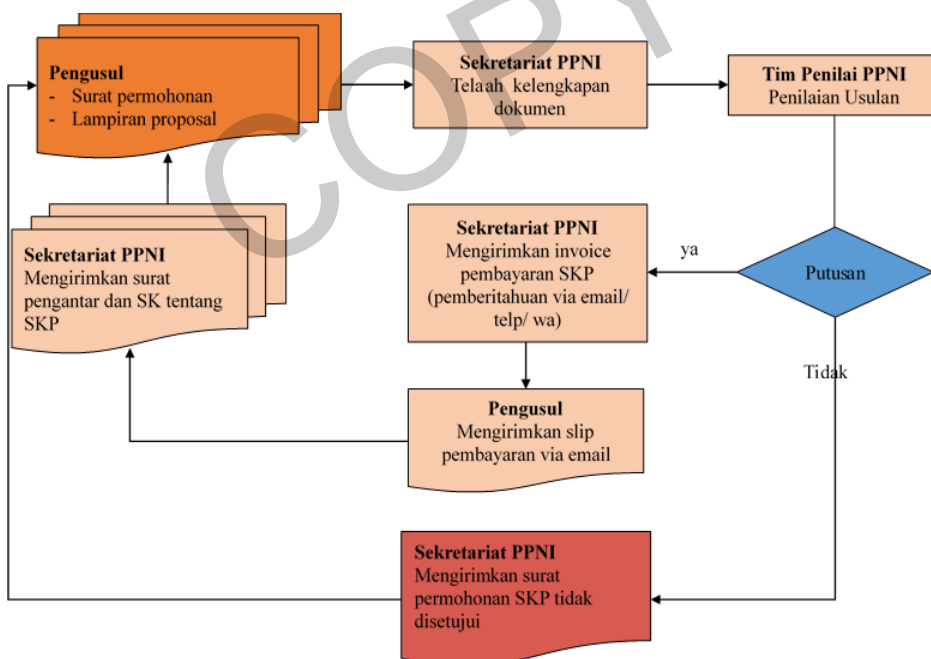 COPY
Pengusul
- Surat permohonan
- Lampiran proposal
Sekretariat PPNI
Telaah kelengkapan
dokumen
Tim Penilai PPNI
Penilaian Usulan
Putusan
ya
Sekretariat PPNI
Mengirimkan invoice
pembayaran SKP
(pemberitahuan via email/
telp/ wa)
Pengusul
Mengirimkan slip
pembayaran via email
Sekretariat PPNI
Mengirimkan surat
pengantar dan SK tentang
SKP
Tidak
Sekretariat PPNI
Mengirimkan surat
permohonan SKP tidak
disetujui